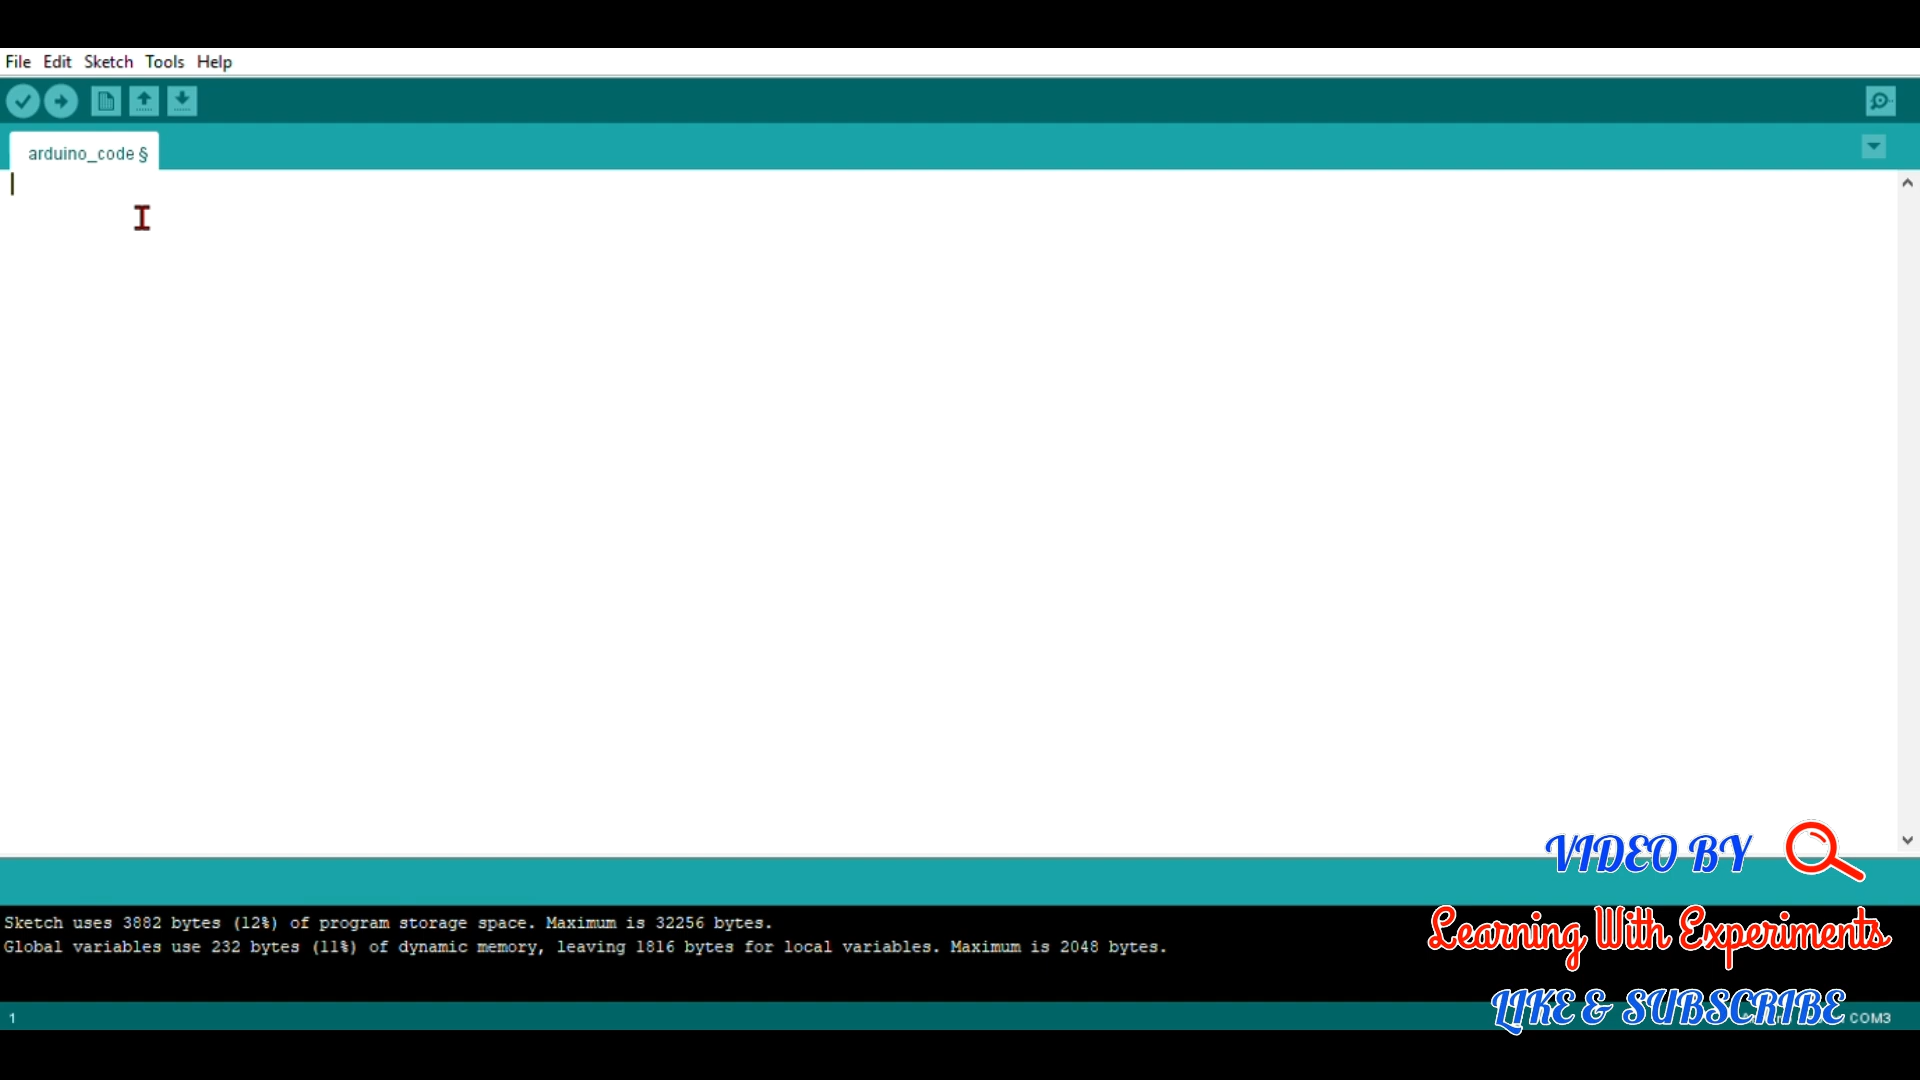 File Edit Sketch Tools Help
arduino_code §
VIDEO BY
Sketch uses 3882 bytes (12%) of program storage space. Maximum is 32256 bytes.
Global variables use 232 bytes (11%) of dynamic memory, leaving 1816 bytes for local variables. Maximum is 2048 bytes.
Learning With Experiments
LIKE & SUBSCRIBE
1
COM3